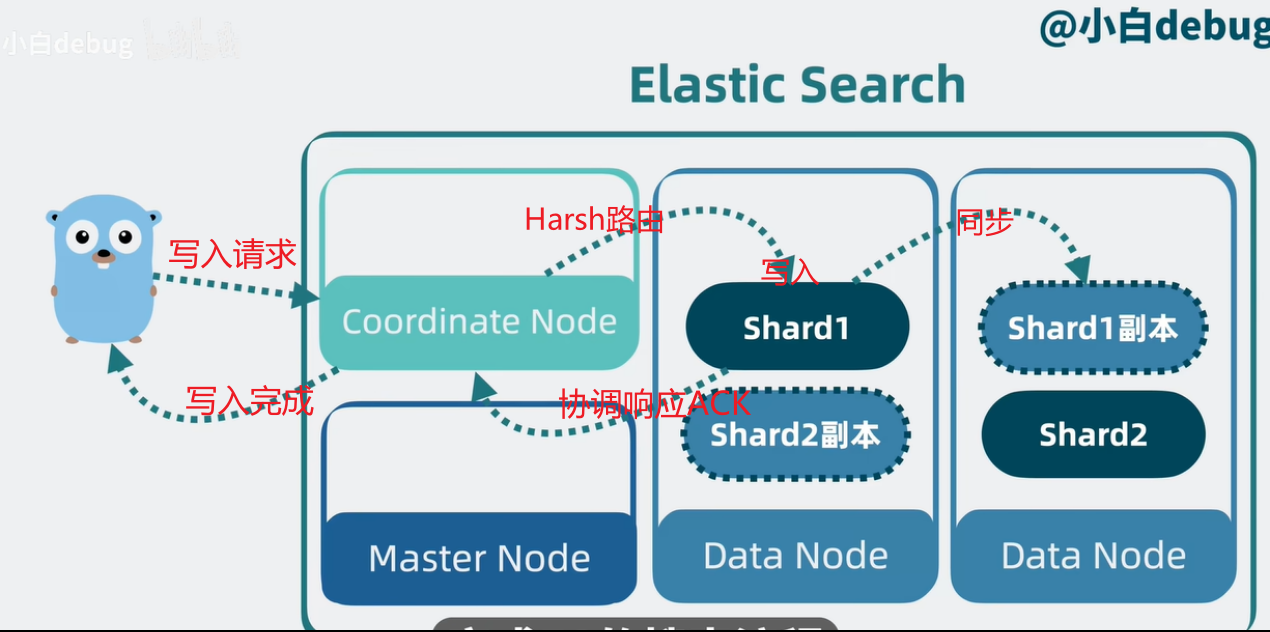 小白debug
@小白debug
Elastic Search
写入请求
Harsh路由
同步
写入
Coordinate Node
Shard1
Shard1副本
写入完成
协调响应ACK
Shard2副本
Shard2
Master Node
Data Node
Data Node